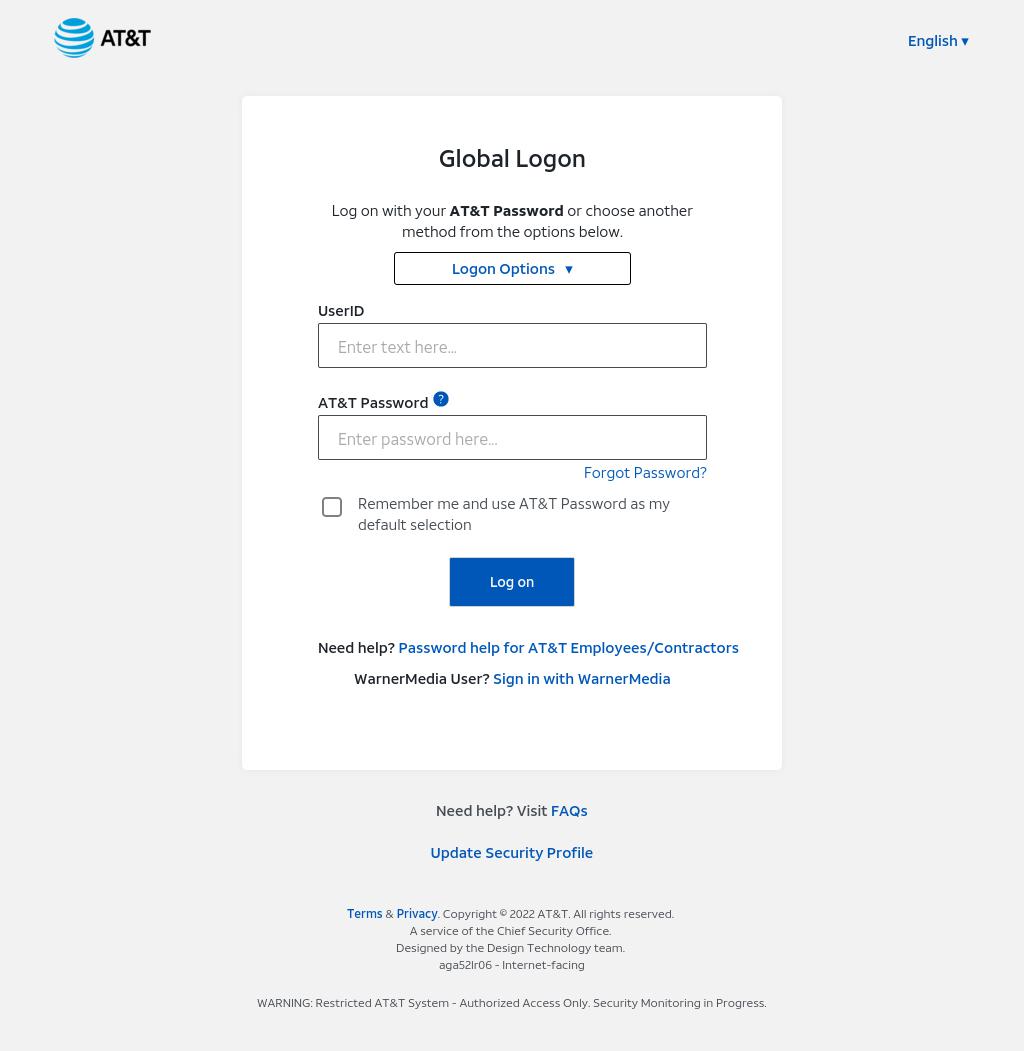 AT&T
English ▾
Global Logon
Log on with your AT&T Password or choose another
method from the options below.
Logon Options ▾
UserID
Enter text here...
AT&T Password ?
Enter password here...
Forgot Password?
Remember me and use AT&T Password as my
default selection
Log on
Need help? Password help for AT&T Employees/Contractors
WarnerMedia User? Sign in with WarnerMedia
Need help? Visit FAQs
Update Security Profile
Terms & Privacy. Copyright © 2022 AT&T. All rights reserved.
A service of the Chief Security Office.
Designed by the Design Technology team.
aga52lr06 - Internet-facing
WARNING: Restricted AT&T System - Authorized Access Only. Security Monitoring in Progress.